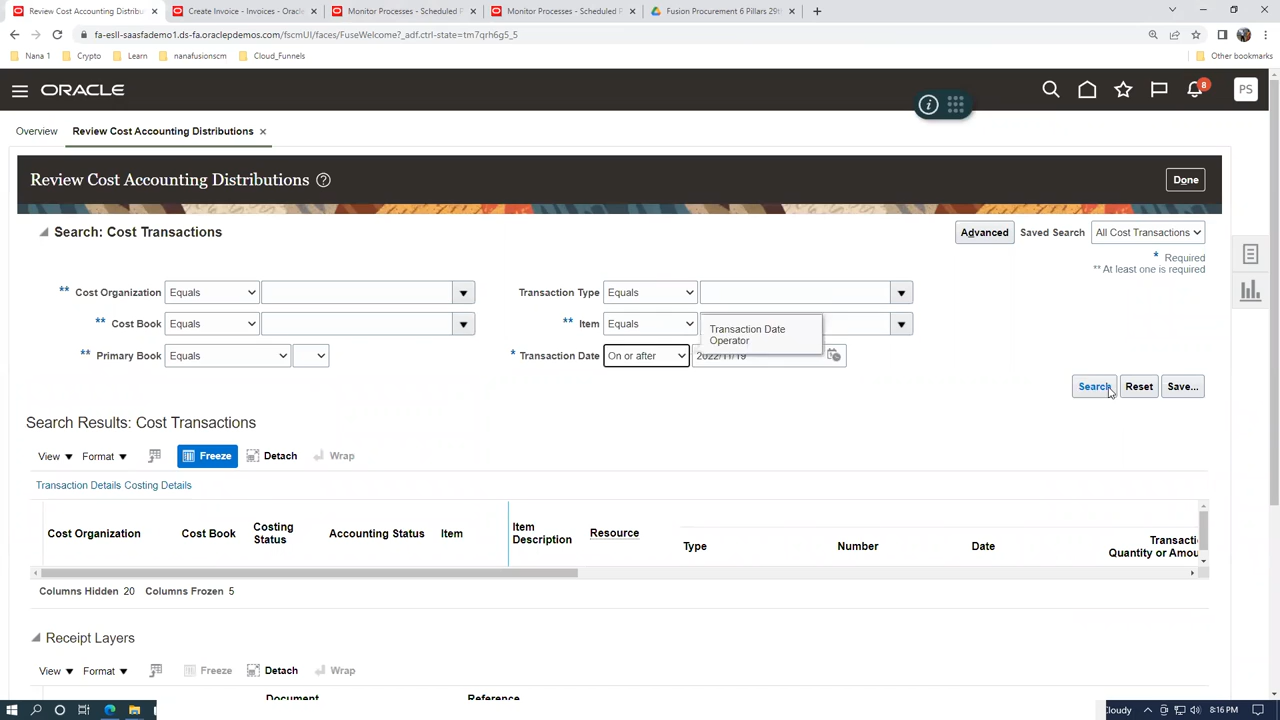 Review Cost Accounting Distribu
Create Invoice - Invoices - Oracle
Monitor Processes - Scheduled P
Monitor Processes - Scheduled P
Fusion Procurement 6 Pillars 29th
fa-esll-saasfademo1.ds-fa.oraclepdemos.com/fscmUI/faces/FuseWelcome?_adf.ctrl-state=tm7qrh6g5_5
Nana 1 Crypto Learn nanafusionscm Cloud_Funnels Other bookmarks
ORACLE 8 PS
Overview Review Cost Accounting Distributions
Review Cost Accounting Distributions Done
Search: Cost Transactions Advanced Saved Search All Cost Transactions
* Required
** At least one is required
** Cost Organization Equals Transaction Type Equals
** Cost Book Equals ** Item Equals
Transaction Date
Operator
** Primary Book Equals * Transaction Date On or after 2022/11/19
Search Reset Save...
Search Results: Cost Transactions
View Format Freeze Detach Wrap
Transaction Details Costing Details
Cost Organization Cost Book Costing Status Accounting Status Item Item Description Resource Type Number Date Transacti
Quantity or Amou
Columns Hidden 20 Columns Frozen 5
Receipt Layers
View Format Freeze Detach Wrap
Document Reference
Cloudy 8:16 PM